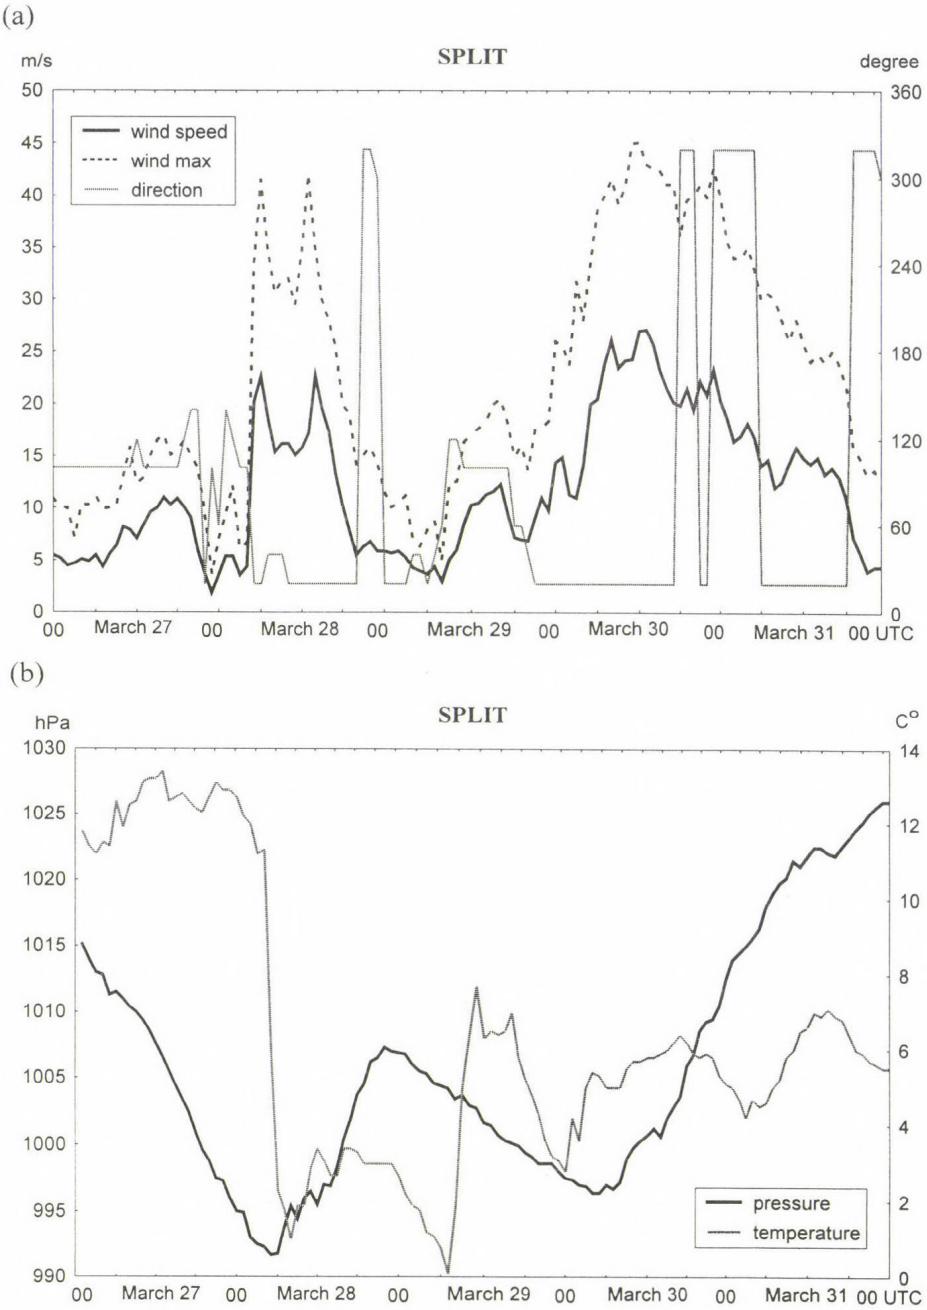 (a)
SPLIT
m/s
degree
50
45
40
35
30
25
20
15
10
5
0
wind speed
wind max
direction
360
300
240
180
120
60
0
00 March 27 00 March 28 00 March 29 00 March 30 00 March 31 00 UTC
(b)
SPLIT
hPa
C°
1030
1025
1020
1015
1010
1005
1000
995
990
14
12
10
8
6
4
2
0
pressure
temperature
00 March 27 00 March 28 00 March 29 00 March 30 00 March 31 00 UTC